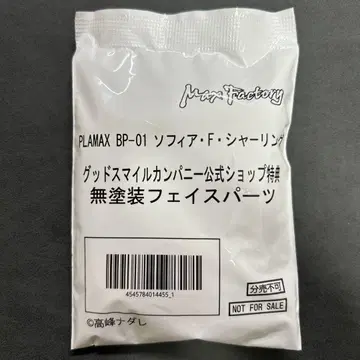 Max Factory
PLAMAX BP-01 ソフィア・F・シャーリング
グッドスマイルカンパニー公式ショップ特典
無塗装フェイスパーツ
4545784014455_1
分売不可
NOT FOR SALE
©高峰ナダレ